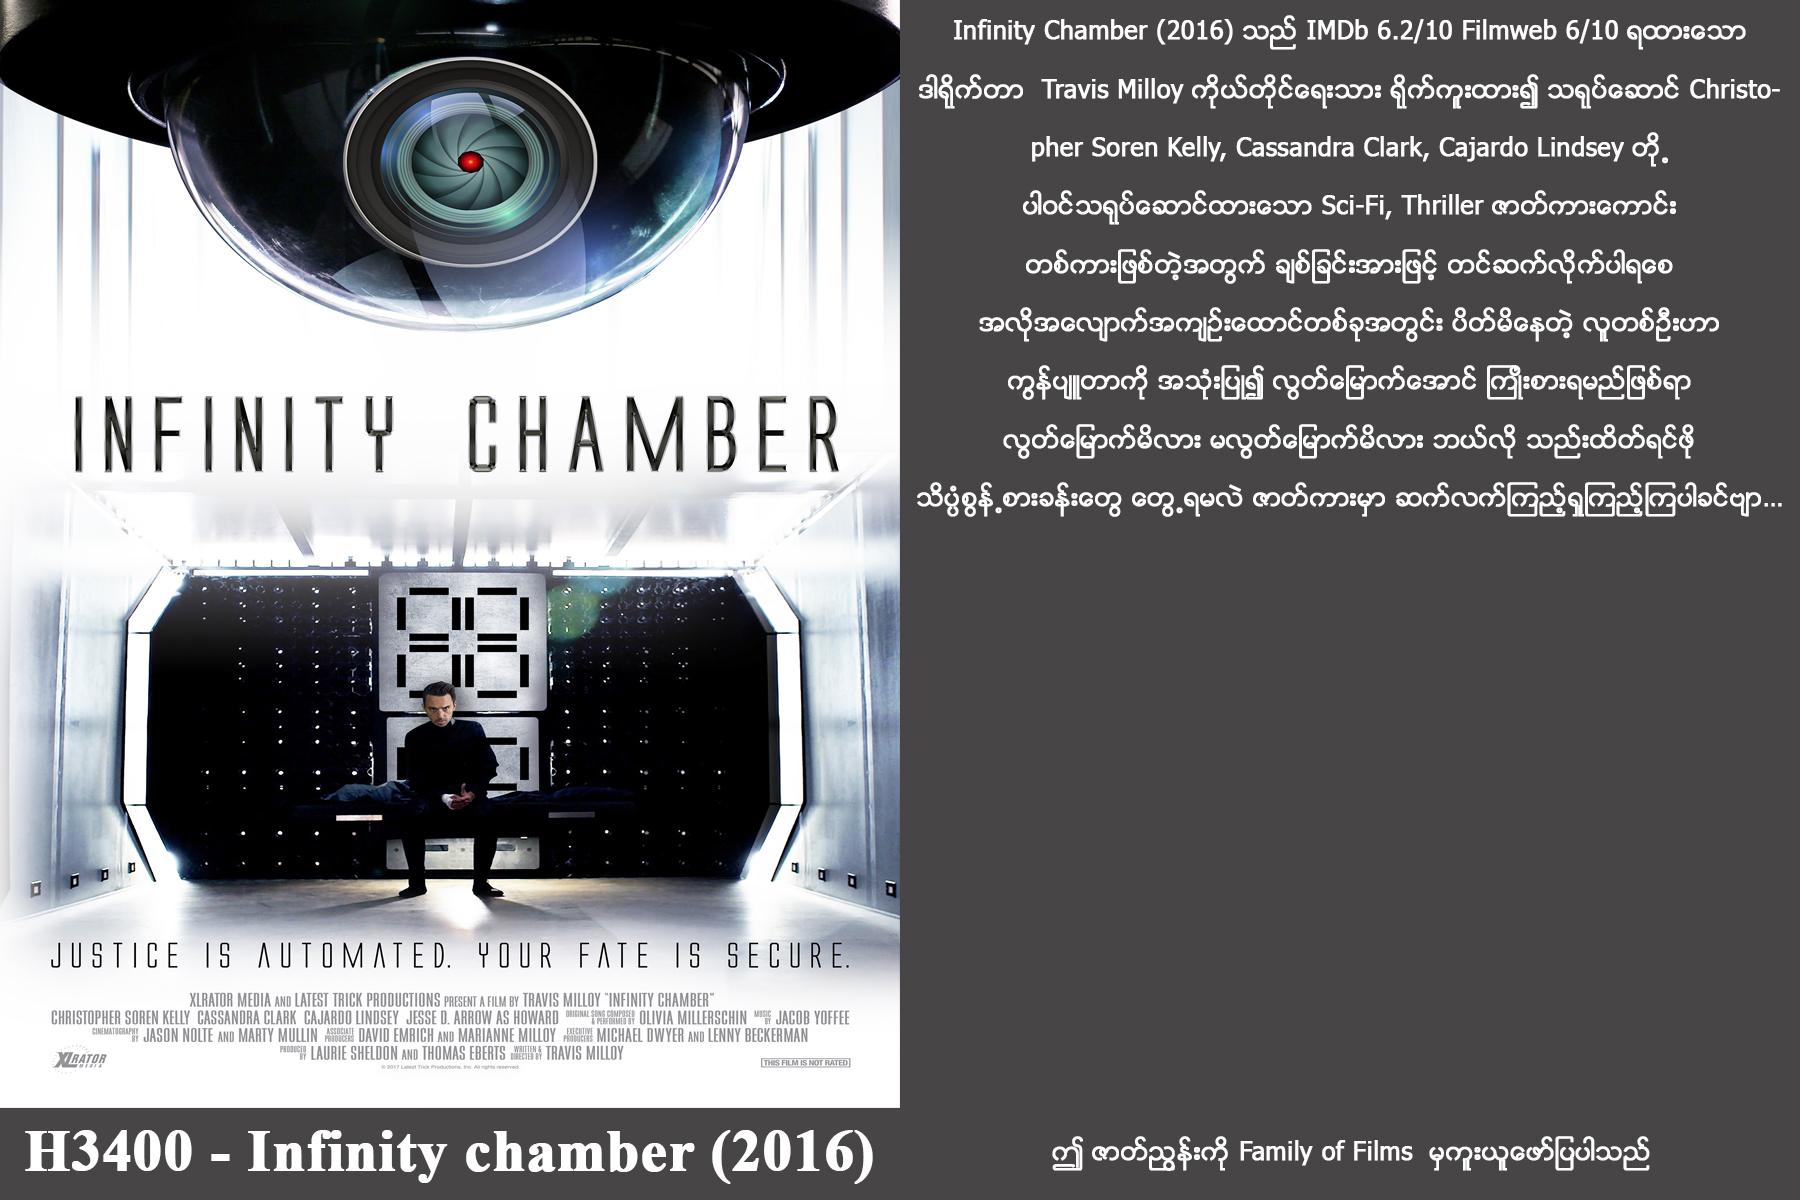 INFINITY CHAMBER
JUSTICE IS AUTOMATED. YOUR FATE IS SECURE.
XLRATOR MEDIA AND LATEST TRICK PRODUCTIONS PRESENT A FILM BY TRAVIS MILLOY "INFINITY CHAMBER"
CHRISTOPHER SOREN KELLY CASSANDRA CLARK CAJARDO LINDSEY JESSE D. ARROW AS HOWARD ORIGINAL SONG COMPOSED & PERFORMED BY OLIVIA MILLERSCHIN MUSIC BY JACOB YOFFEE
CINEMATOGRAPHY BY JASON NOLTE AND MARTY MULLIN ASSOCIATE PRODUCERS DAVID EMRICH AND MARIANNE MILLOY EXECUTIVE PRODUCERS MICHAEL DWYER AND LENNY BECKERMAN
PRODUCED BY LAURIE SHELDON AND THOMAS EBERTS WRITTEN & DIRECTED BY TRAVIS MILLOY
XLRATOR MEDIA
© 2017 Latest Trick Productions, Inc. All rights reserved.
THIS FILM IS NOT RATED
H3400 - Infinity chamber (2016)
Infinity Chamber (2016) သည် IMDb 6.2/10 Filmweb 6/10 ရထားသော
ဒါရိုက်တာ Travis Milloy ကိုယ်တိုင်ရေးသား ရိုက်ကူးထား၍ သရုပ်ဆောင် Christo-
pher Soren Kelly, Cassandra Clark, Cajardo Lindsey တို့
ပါဝင်သရုပ်ဆောင်ထားသော Sci-Fi, Thriller ဇာတ်ကားကောင်း
တစ်ကားဖြစ်တဲ့အတွက် ချစ်ခြင်းအားဖြင့် တင်ဆက်လိုက်ပါရစေ
အလိုအလျောက်အကျဉ်းထောင်တစ်ခုအတွင်း ပိတ်မိနေတဲ့ လူတစ်ဦးဟာ
ကွန်ပျူတာကို အသုံးပြု၍ လွတ်မြောက်အောင် ကြိုးစားရမည်ဖြစ်ရာ
လွတ်မြောက်မိလား မလွတ်မြောက်မိလား ဘယ်လို သည်းထိတ်ရင်ဖို
သိပ္ပံစွန့်စားခန်းတွေ တွေ့ရမလဲ ဇာတ်ကားမှာ ဆက်လက်ကြည့်ရှုကြည့်ကြပါခင်ဗျာ...
ဤ ဇာတ်ညွှန်းကို Family of Films မှကူးယူဖော်ပြပါသည်